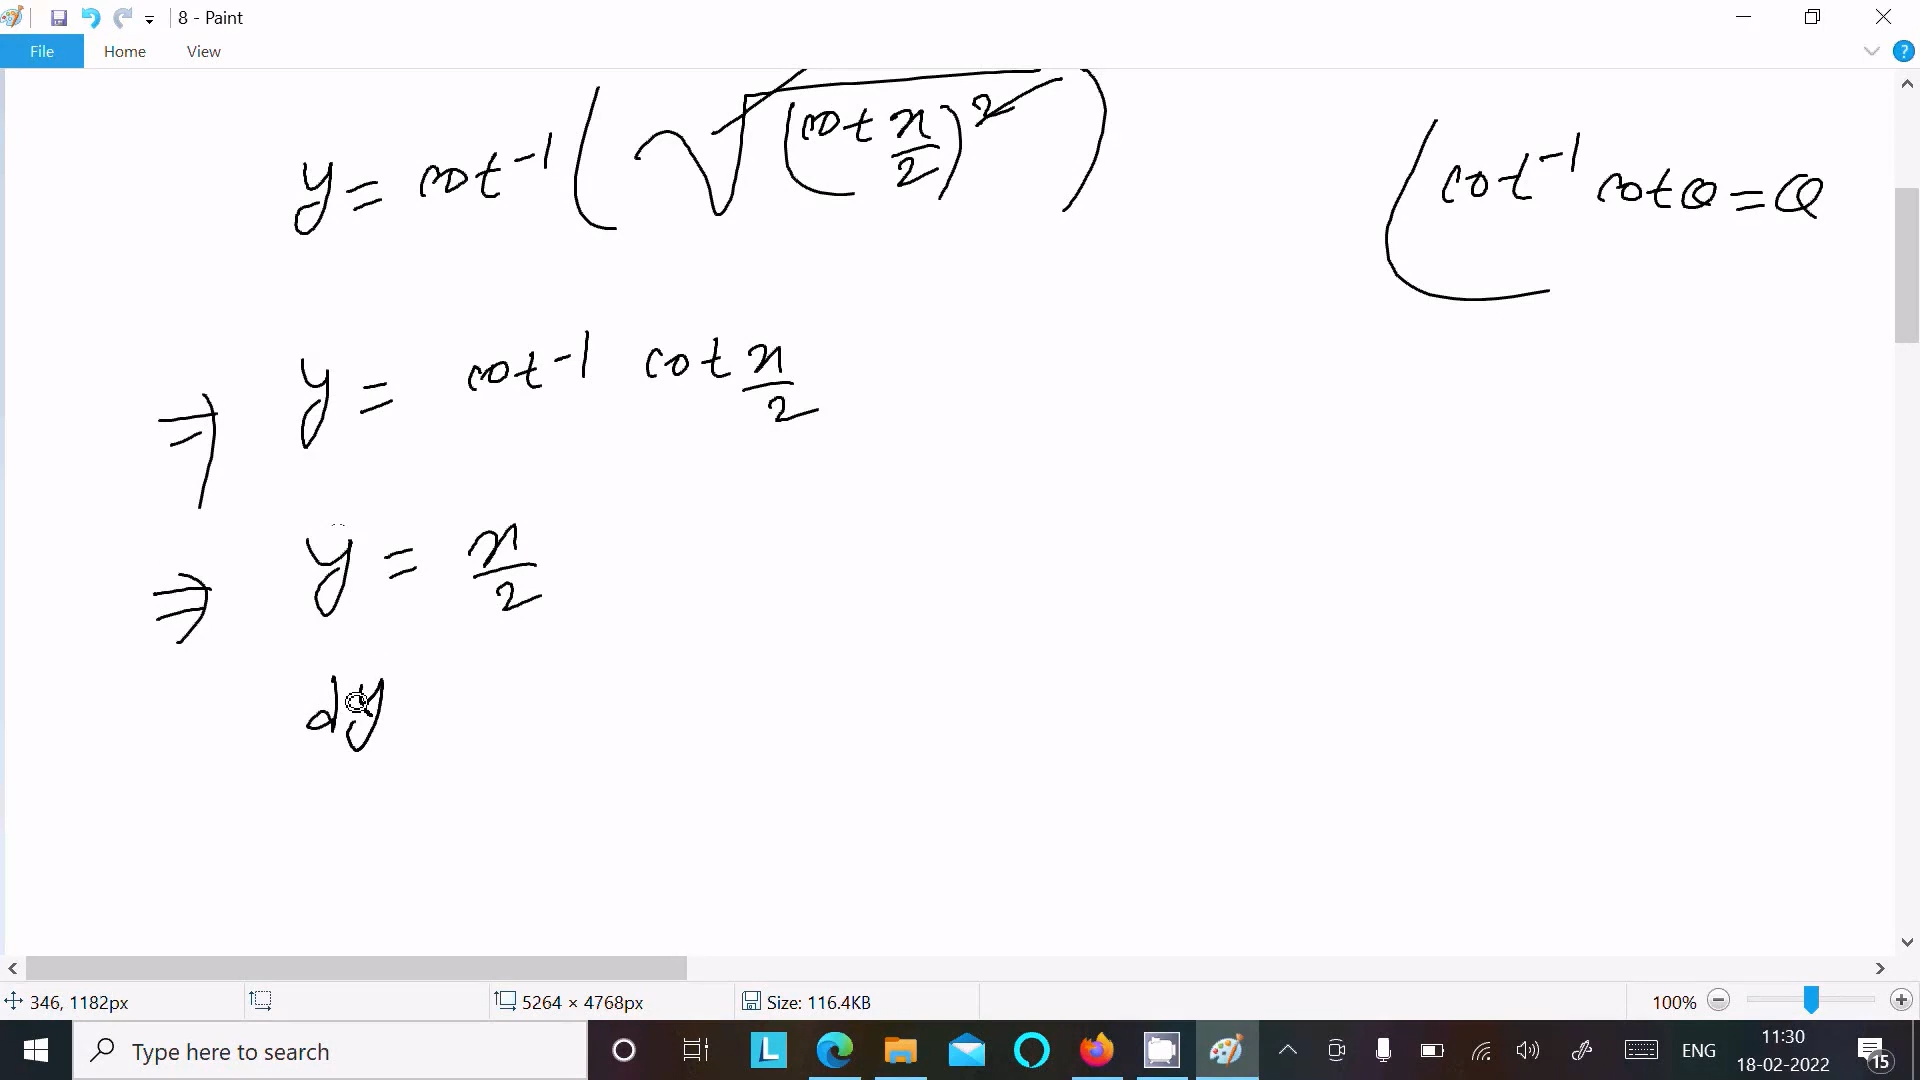 8 - Paint
File Home View
y = cot⁻¹ ( √(cot x/2)² )
( cot⁻¹ cot θ = θ
⇒ y = cot⁻¹ cot x/2
⇒ y = x/2
dy
346, 1182px 5264 × 4768px Size: 116.4KB 100%
Type here to search
L
ENG
11:30
18-02-2022
15